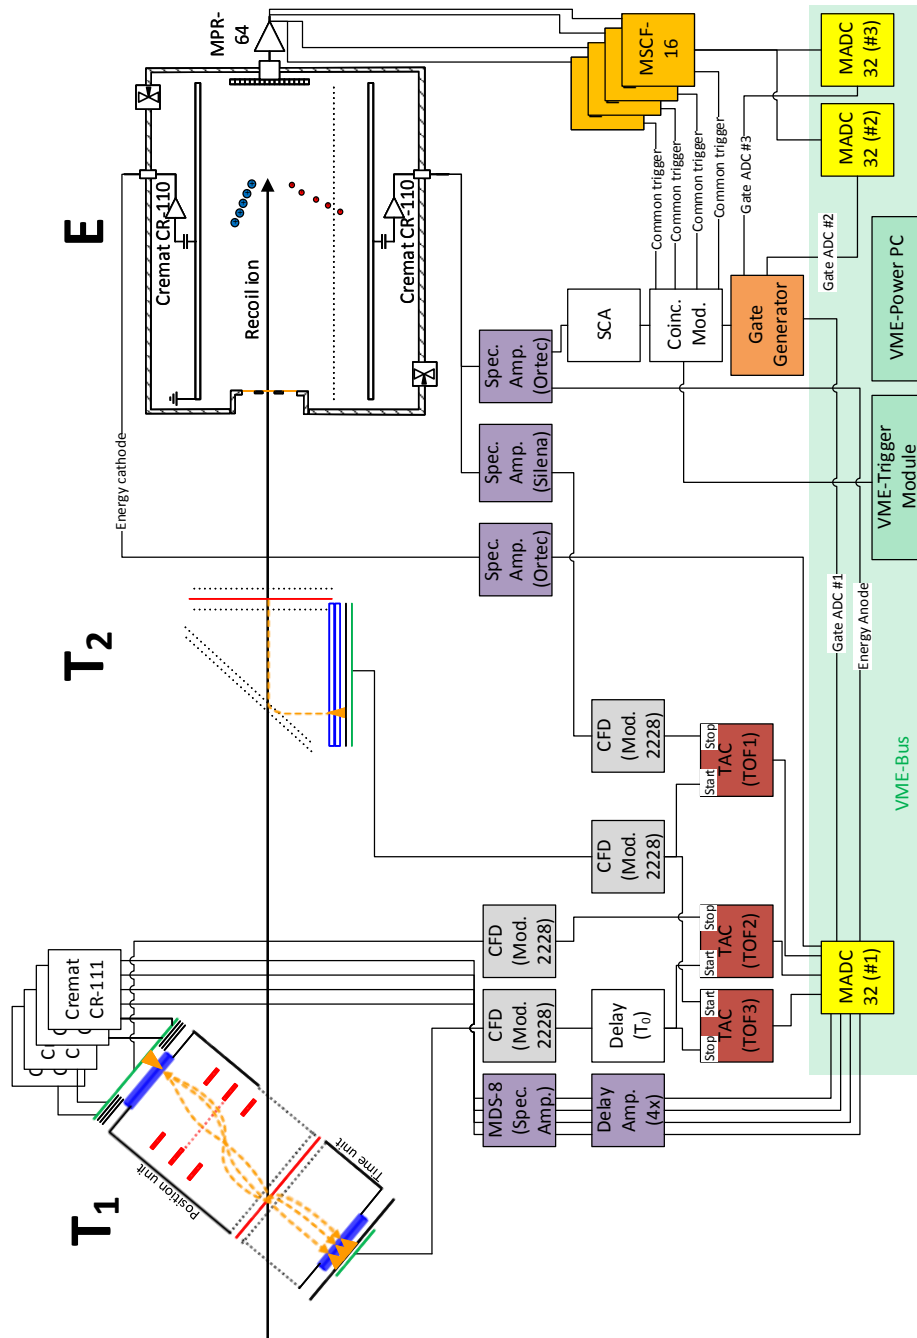 T1
T2
E
Position unit
Time unit
Cremat
CR-111
C
C
C
C
C
Energy cathode
Cremat CR-110
Cremat CR-110
Recoil ion
MPR-
64
MSCF-
16
Common trigger
Common trigger
Common trigger
Common trigger
Gate ADC #3
Gate ADC #2
MADC
32 (#3)
MADC
32 (#2)
MDS-8
(Spec.
Amp.)
CFD
(Mod.
2228)
CFD
(Mod.
2228)
Spec.
Amp.
(Ortec)
Spec.
Amp.
(Silena)
Spec.
Amp.
(Ortec)
Delay
Amp.
(4x)
Delay
(T0)
CFD
(Mod.
2228)
CFD
(Mod.
2228)
SCA
Coinc.
Mod.
Gate
Generator
Stop
Start
TAC
(TOF3)
Start
Stop
TAC
(TOF2)
Start
Stop
TAC
(TOF1)
MADC
32 (#1)
Gate ADC #1
Energy Anode
VME-Bus
VME-Trigger
Module
VME-Power PC